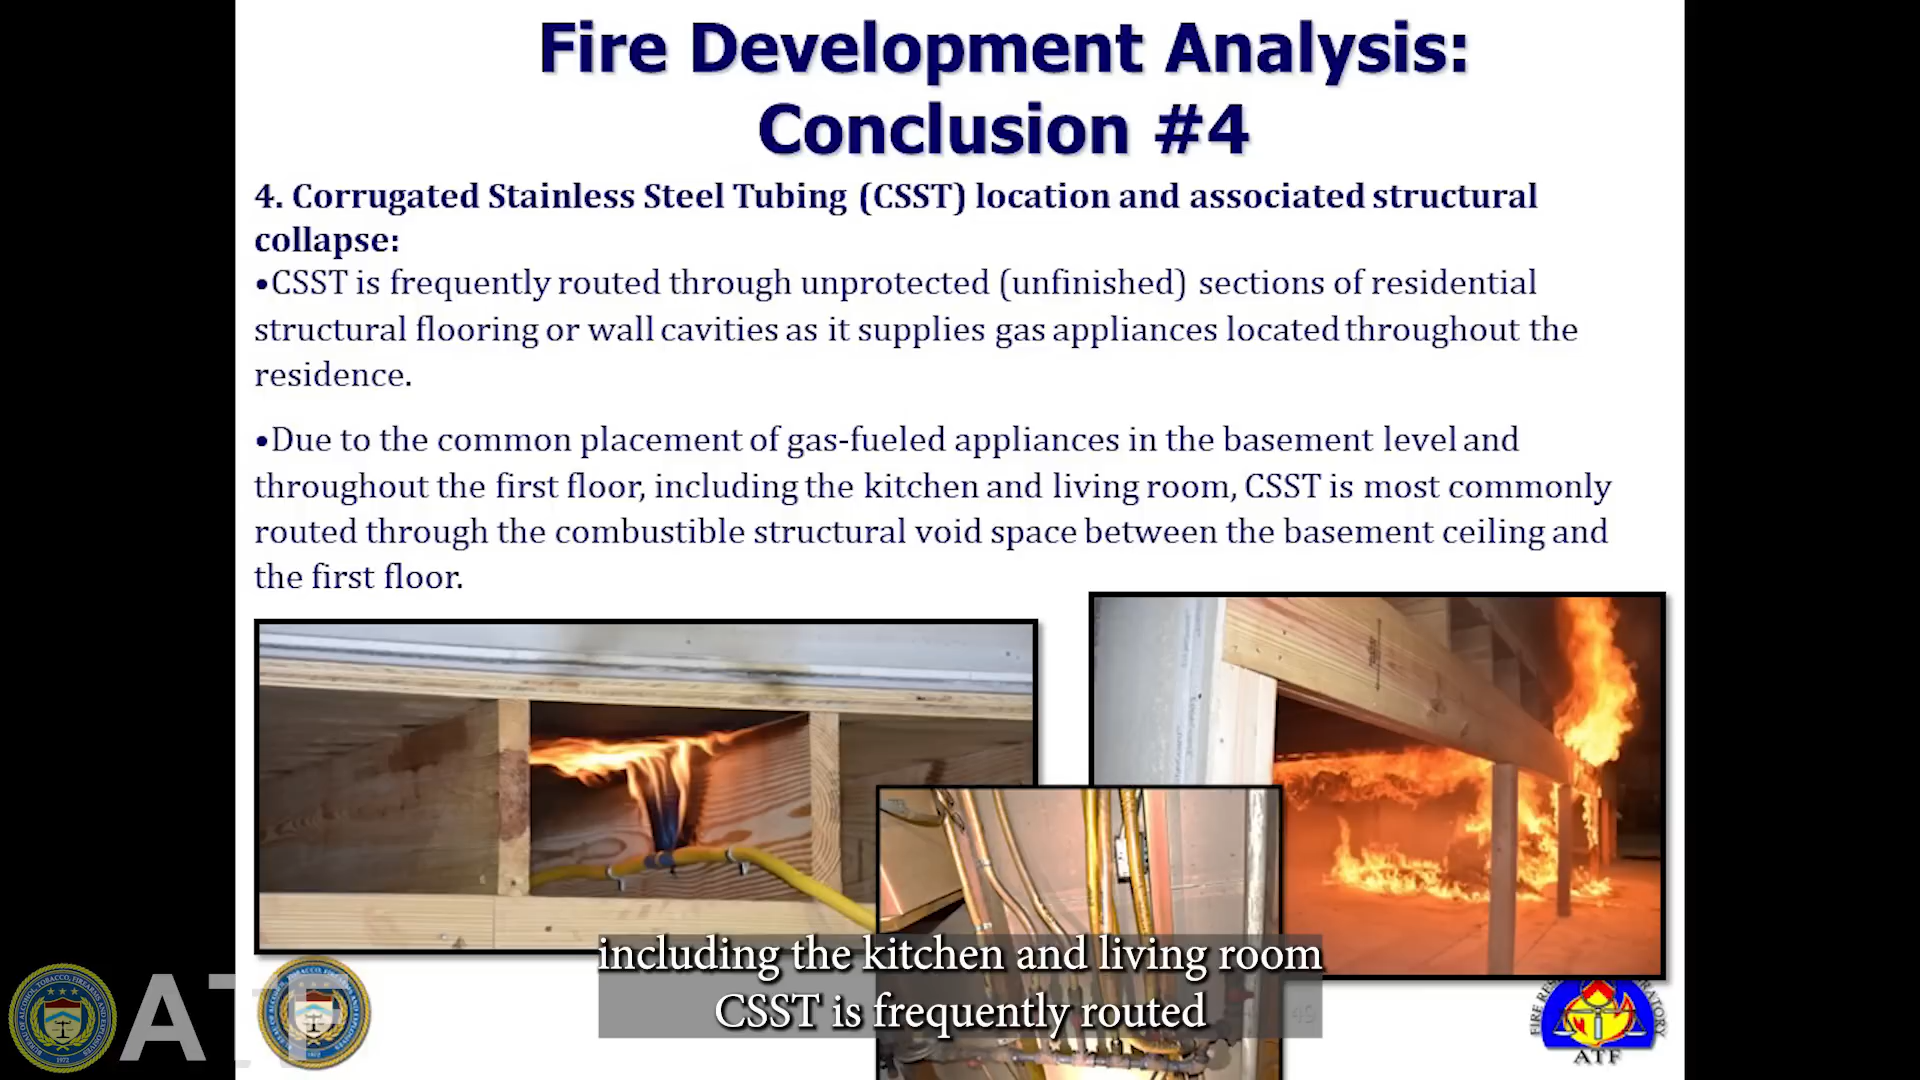 Fire Development Analysis:
Conclusion #4
4. Corrugated Stainless Steel Tubing (CSST) location and associated structural
collapse:
•CSST is frequently routed through unprotected (unfinished) sections of residential
structural flooring or wall cavities as it supplies gas appliances located throughout the
residence.
•Due to the common placement of gas-fueled appliances in the basement level and
throughout the first floor, including the kitchen and living room, CSST is most commonly
routed through the combustible structural void space between the basement ceiling and
the first floor.
including the kitchen and living room
CSST is frequently routed
49
ATF
ATF